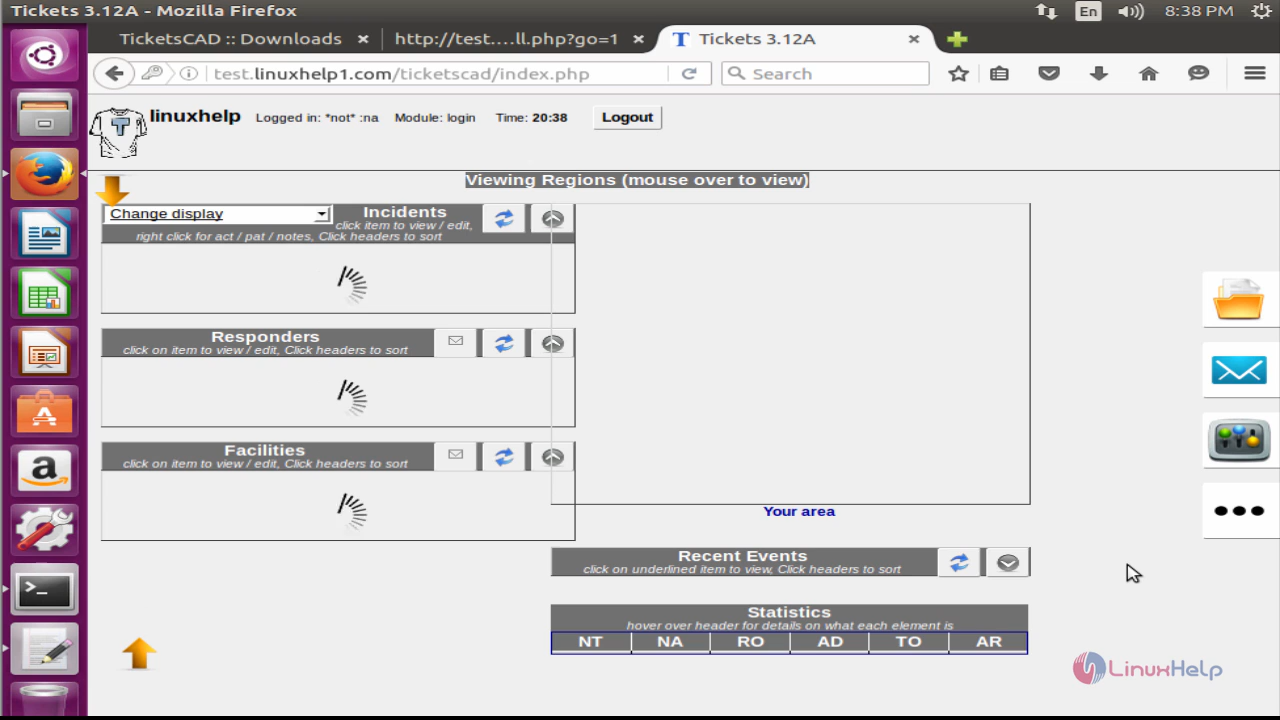 Tickets 3.12A - Mozilla Firefox
En
8:38 PM
TicketsCAD :: Downloads
http://test....ll.php?go=1
T
Tickets 3.12A
test.linuxhelp1.com/ticketscad/index.php
Search
T
linuxhelp
Logged in: *not* :na
Module: login
Time: 20:38
Logout
Viewing Regions (mouse over to view)
Change display
Incidents
click item to view / edit,
right click for act / pat / notes, Click headers to sort
Responders
click on item to view / edit, Click headers to sort
Facilities
click on item to view / edit, Click headers to sort
Your area
Recent Events
click on underlined item to view, Click headers to sort
Statistics
hover over header for details on what each element is
NT NA RO AD TO AR
LinuxHelp